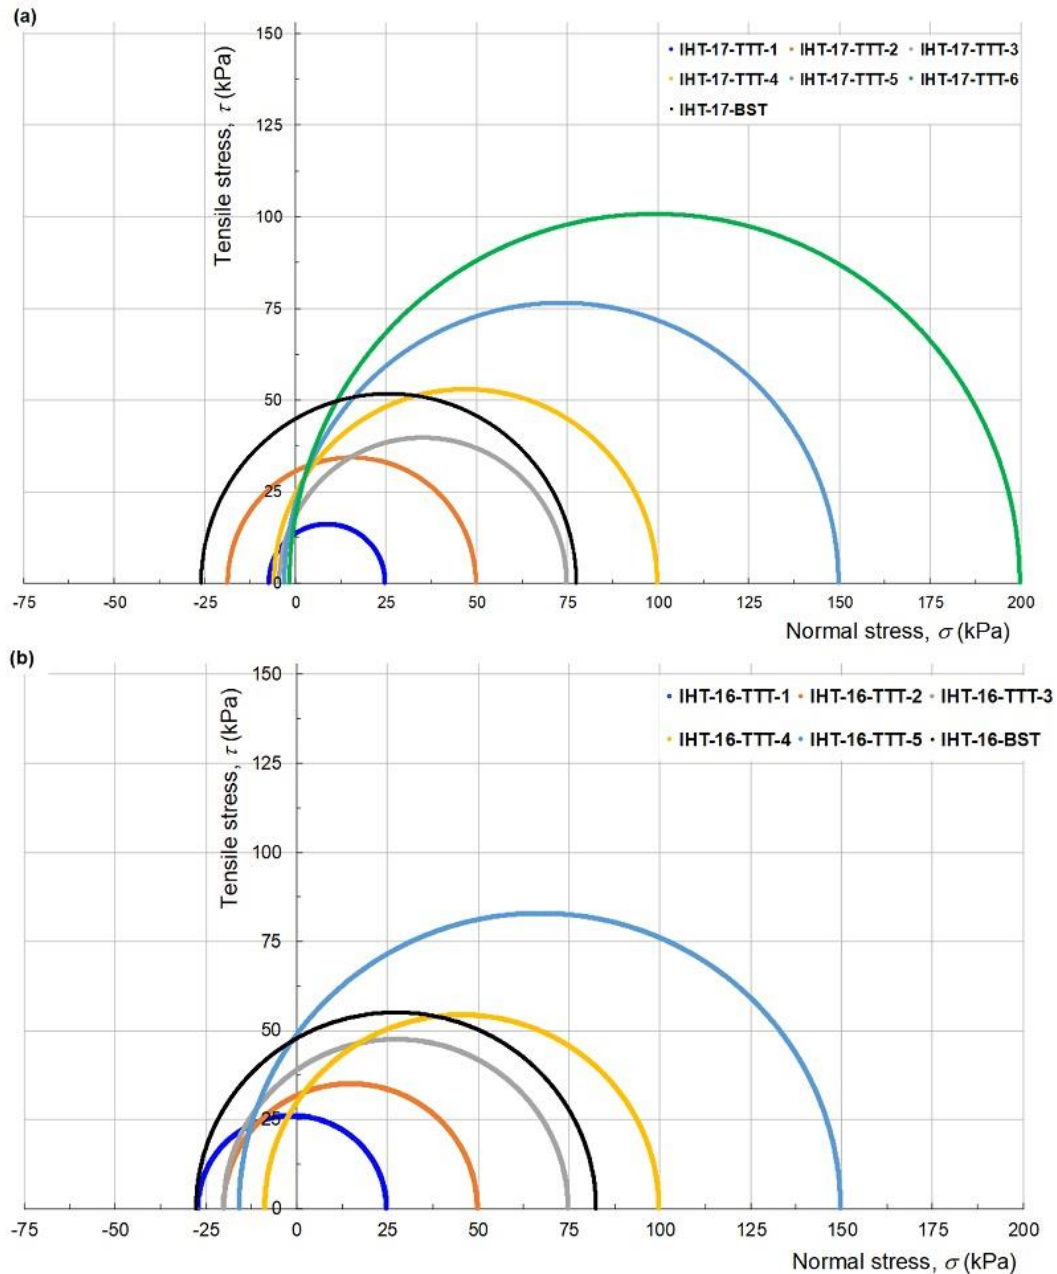 (a)
Tensile stress, τ (kPa)
150
125
100
75
50
25
0
IHT-17-TTT-1 IHT-17-TTT-2 IHT-17-TTT-3
IHT-17-TTT-4 IHT-17-TTT-5 IHT-17-TTT-6
IHT-17-BST
-75 -50 -25 0 25 50 75 100 125 150 175 200
Normal stress, σ (kPa)
(b)
Tensile stress, τ (kPa)
150
125
100
75
50
25
0
IHT-16-TTT-1 IHT-16-TTT-2 IHT-16-TTT-3
IHT-16-TTT-4 IHT-16-TTT-5 IHT-16-BST
-75 -50 -25 0 25 50 75 100 125 150 175 200
Normal stress, σ (kPa)